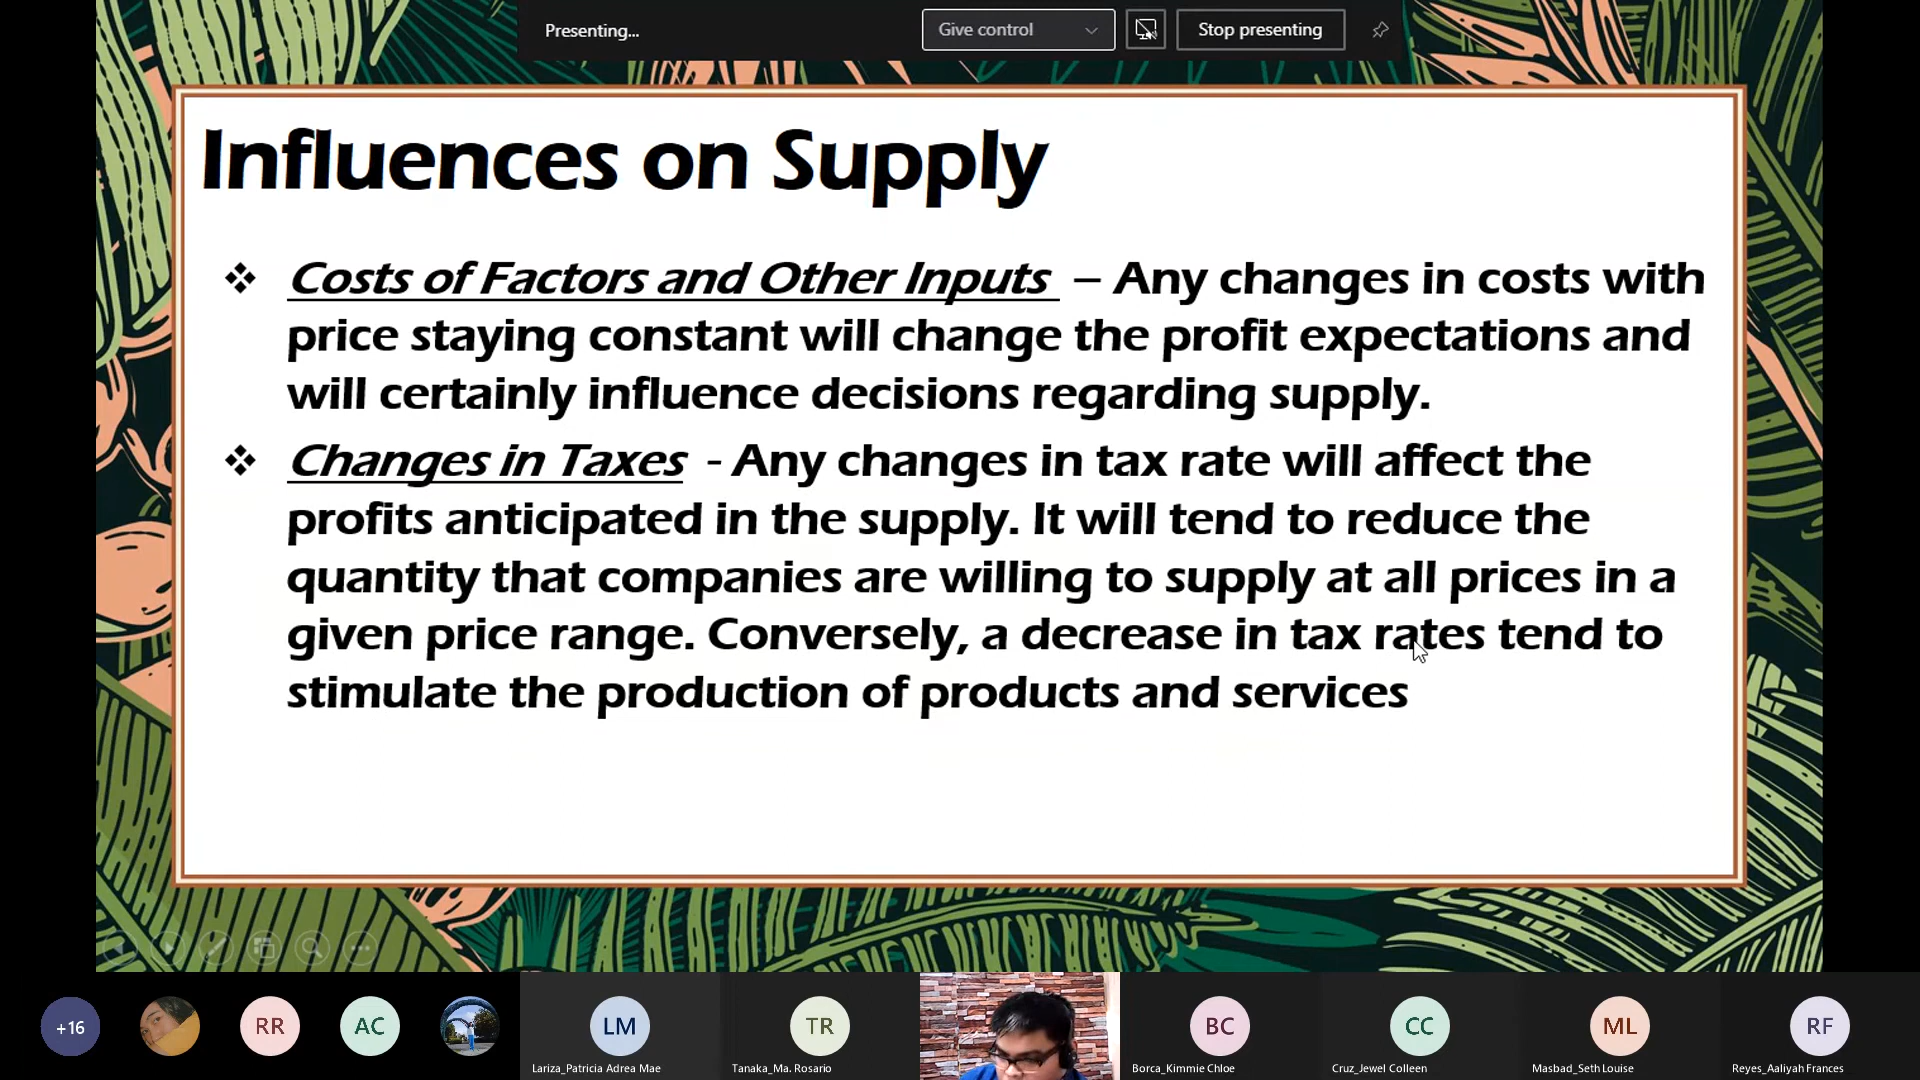 Presenting...
Give control
Stop presenting
Influences on Supply
❖ Costs of Factors and Other Inputs – Any changes in costs with
price staying constant will change the profit expectations and
will certainly influence decisions regarding supply.
❖ Changes in Taxes - Any changes in tax rate will affect the
profits anticipated in the supply. It will tend to reduce the
quantity that companies are willing to supply at all prices in a
given price range. Conversely, a decrease in tax rates tend to
stimulate the production of products and services
+16
RR
AC
LM
TR
BC
CC
ML
RF
Lariza_Patricia Adrea Mae
Tanaka_Ma. Rosario
Borca_Kimmie Chloe
Cruz_Jewel Colleen
Masbad_Seth Louise
Reyes_Aaliyah Frances